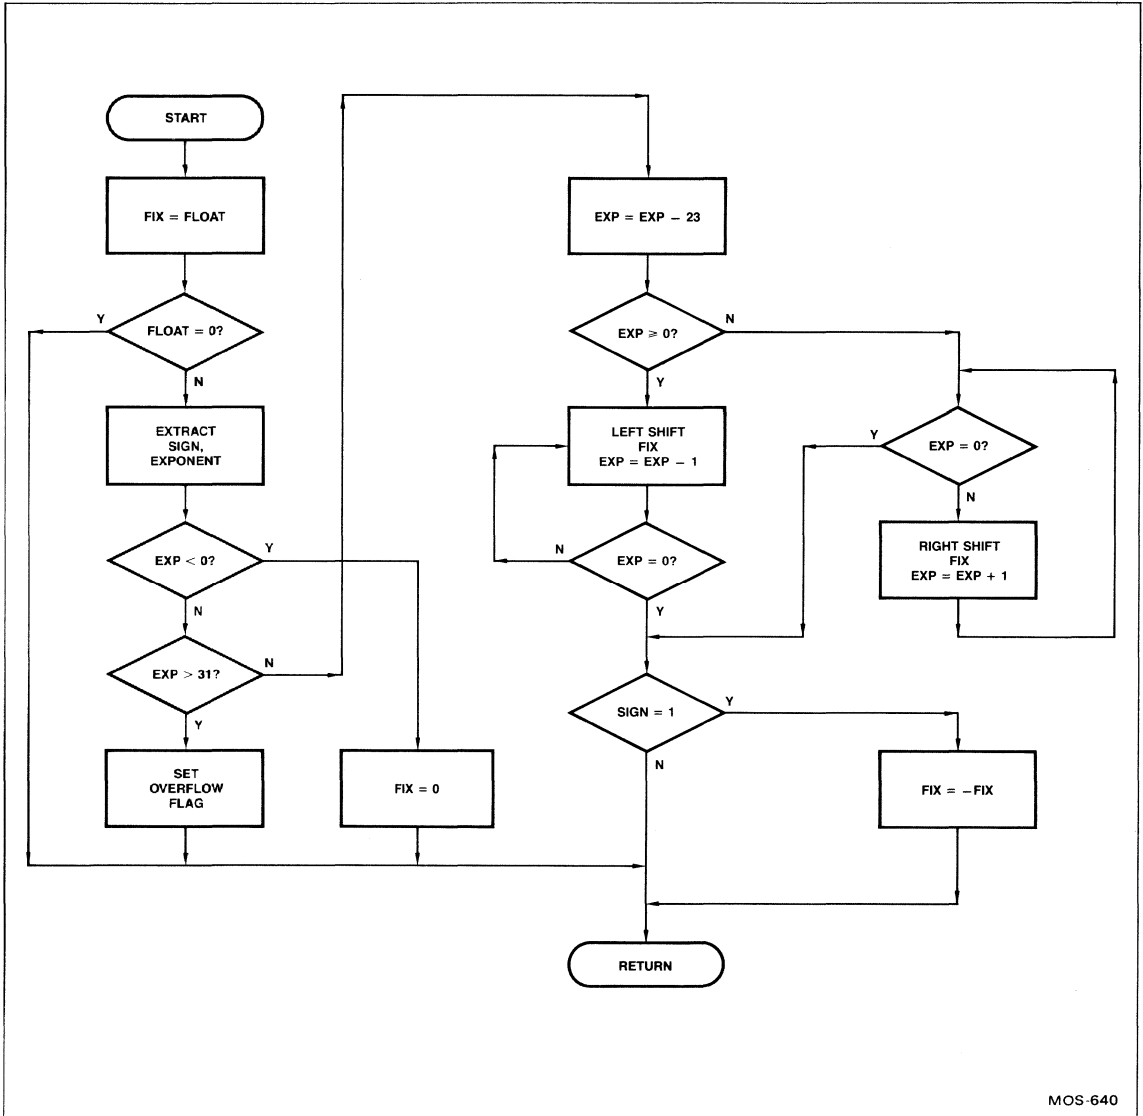 START
FIX = FLOAT
Y
FLOAT = 0?
N
EXTRACT
SIGN,
EXPONENT
EXP < 0?
Y
N
EXP > 31?
N
Y
SET
OVERFLOW
FLAG
FIX = 0
EXP = EXP − 23
EXP ≥ 0?
N
Y
LEFT SHIFT
FIX
EXP = EXP − 1
N
EXP = 0?
Y
Y
EXP = 0?
N
RIGHT SHIFT
FIX
EXP = EXP + 1
SIGN = 1
Y
N
FIX = −FIX
RETURN
MOS-640